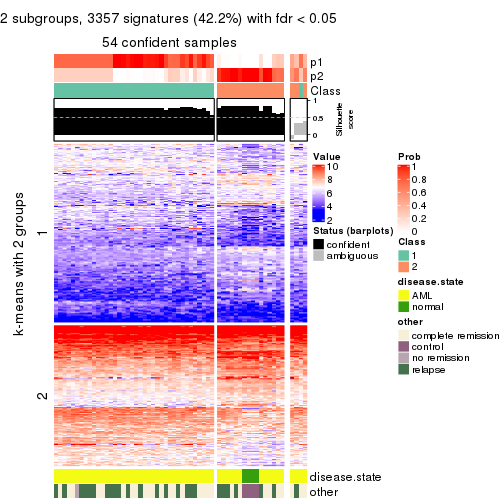 2 subgroups, 3357 signatures (42.2%) with fdr < 0.05
54 confident samples
p1
p2
Class
1
0.5
0
Silhouette
score
k-means with 2 groups
1
2
Value
10
8
6
4
2
Status (barplots)
confident
ambiguous
Prob
1
0.8
0.6
0.4
0.2
0
Class
1
2
disease.state
AML
normal
other
complete remission
control
no remission
relapse
disease.state
other